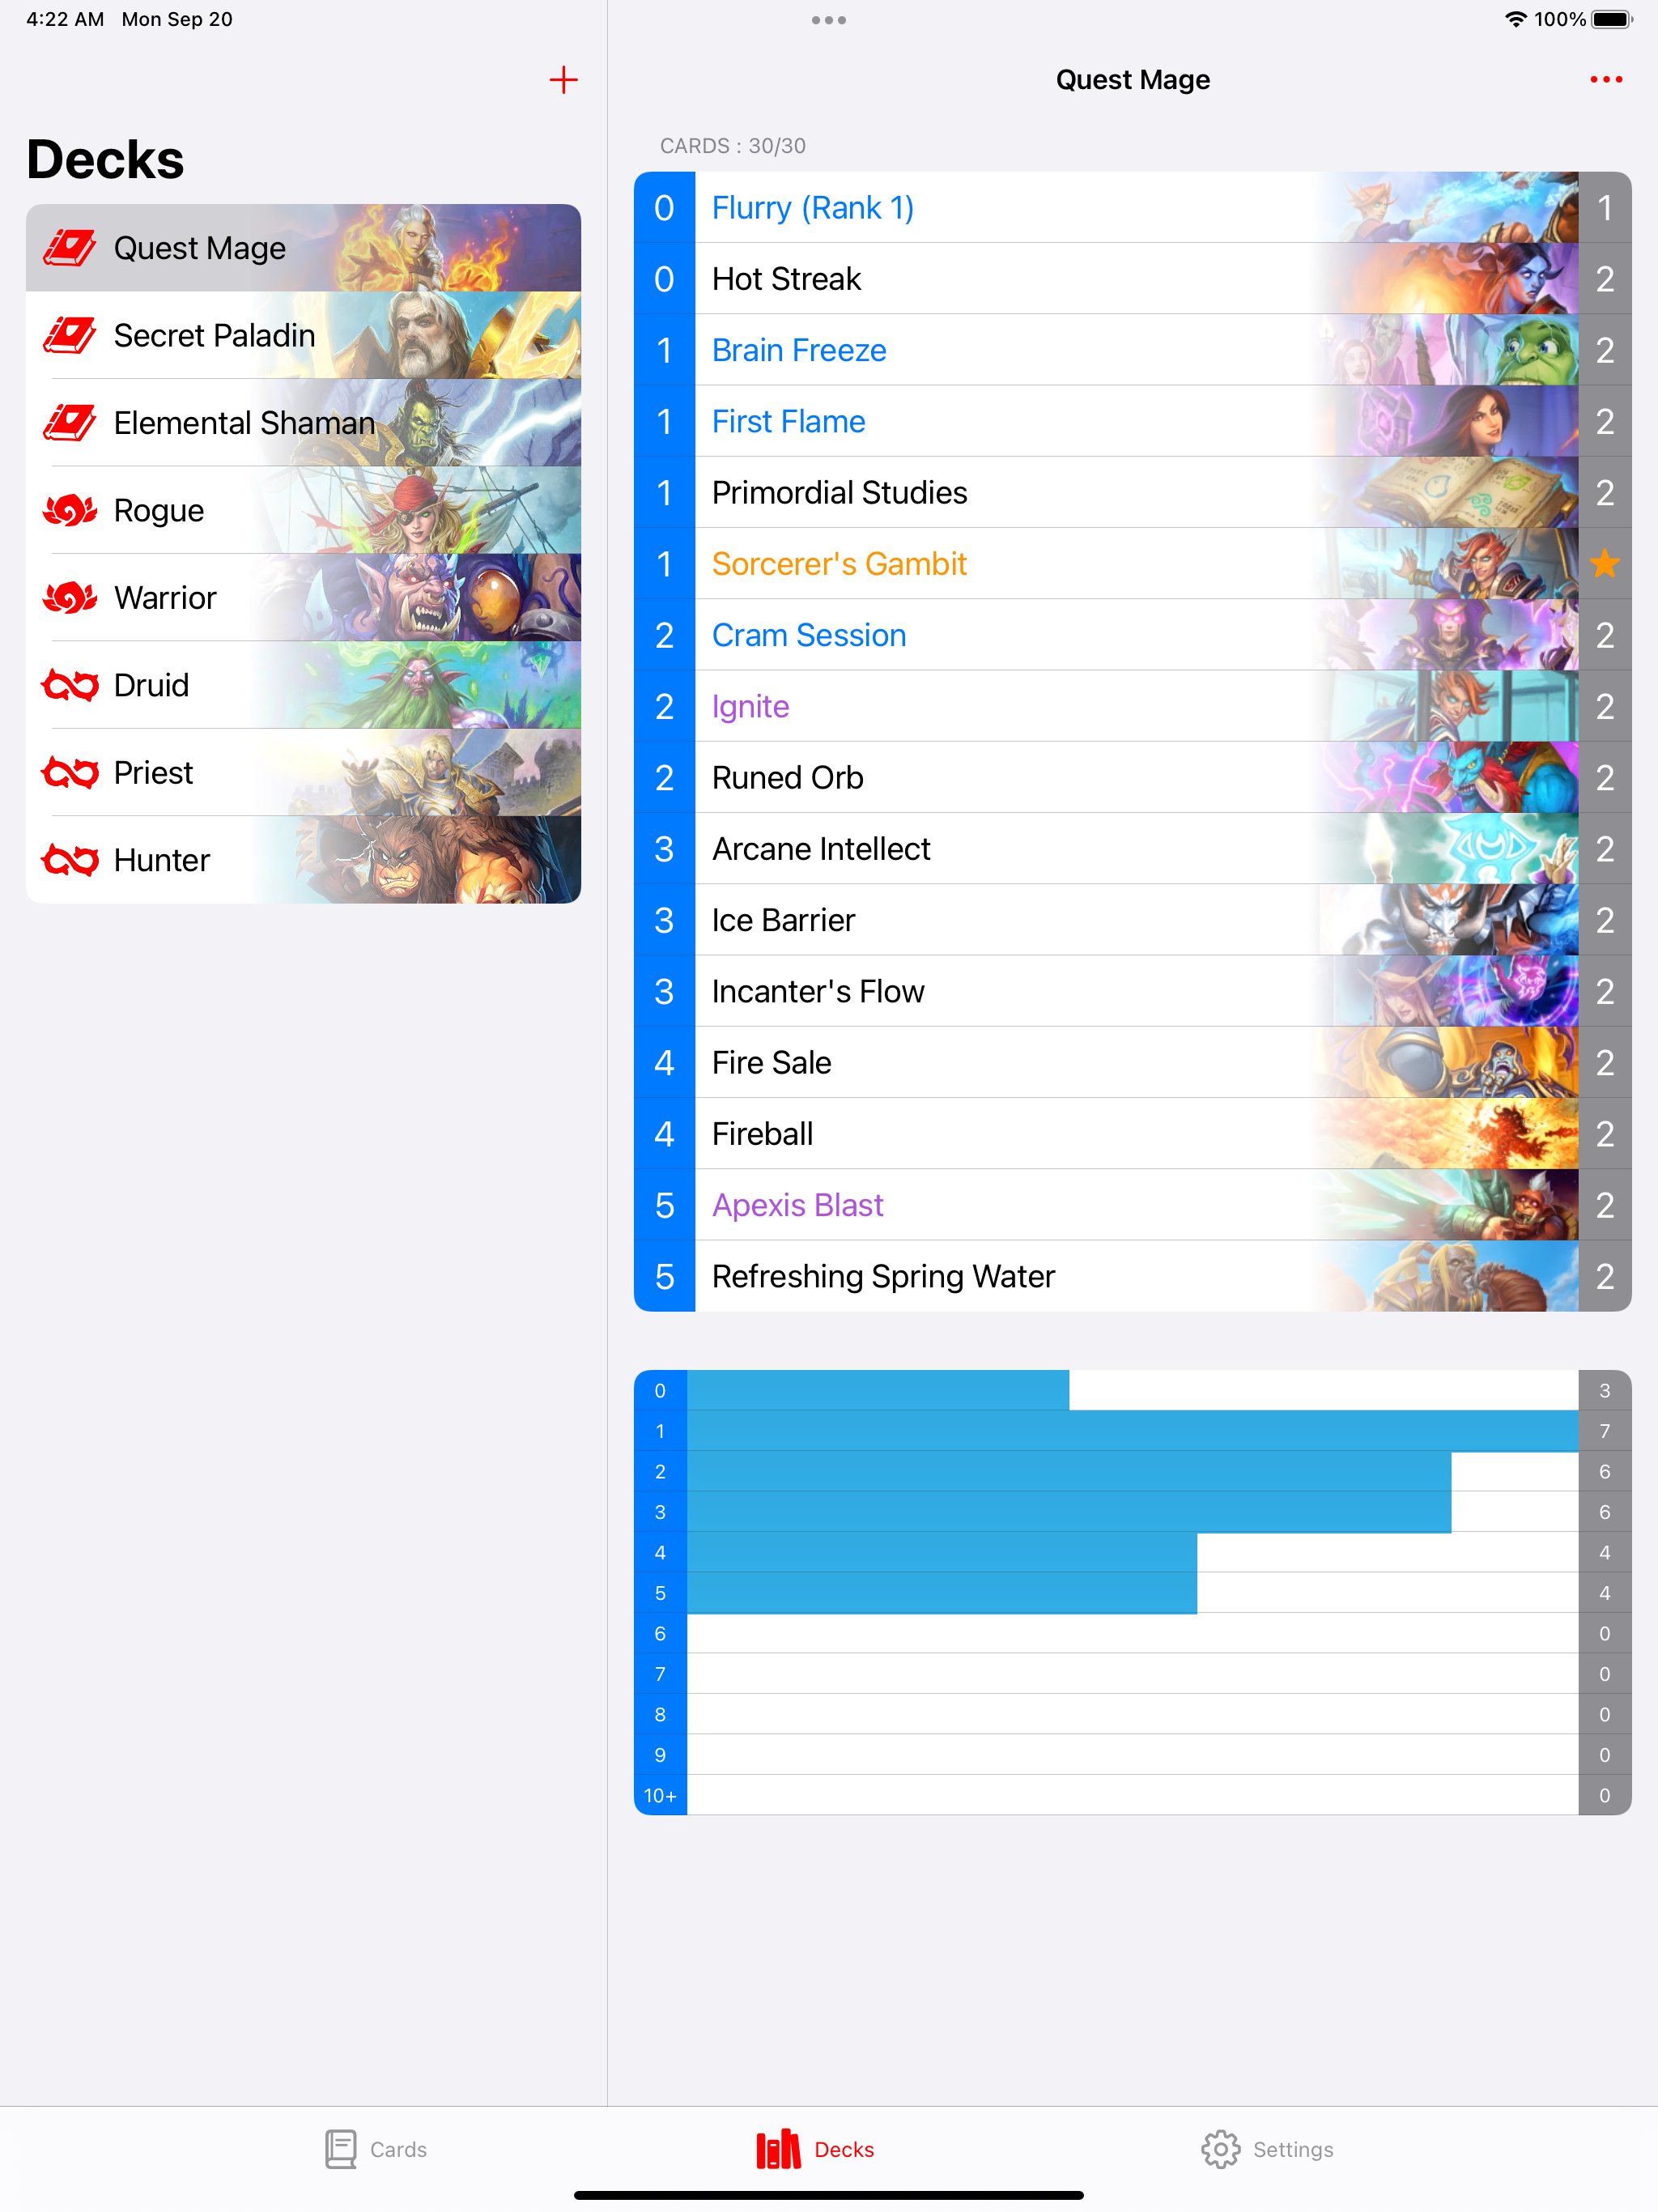 4:22 AM Mon Sep 20
100%
Decks
Quest Mage
Secret Paladin
Elemental Shaman
Rogue
Warrior
Druid
Priest
Hunter
Quest Mage
CARDS : 30/30
0 Flurry (Rank 1) 1
0 Hot Streak 2
1 Brain Freeze 2
1 First Flame 2
1 Primordial Studies 2
1 Sorcerer's Gambit
2 Cram Session 2
2 Ignite 2
2 Runed Orb 2
3 Arcane Intellect 2
3 Ice Barrier 2
3 Incanter's Flow 2
4 Fire Sale 2
4 Fireball 2
5 Apexis Blast 2
5 Refreshing Spring Water 2
0 3
1 7
2 6
3 6
4 4
5 4
6 0
7 0
8 0
9 0
10+ 0
Cards
Decks
Settings